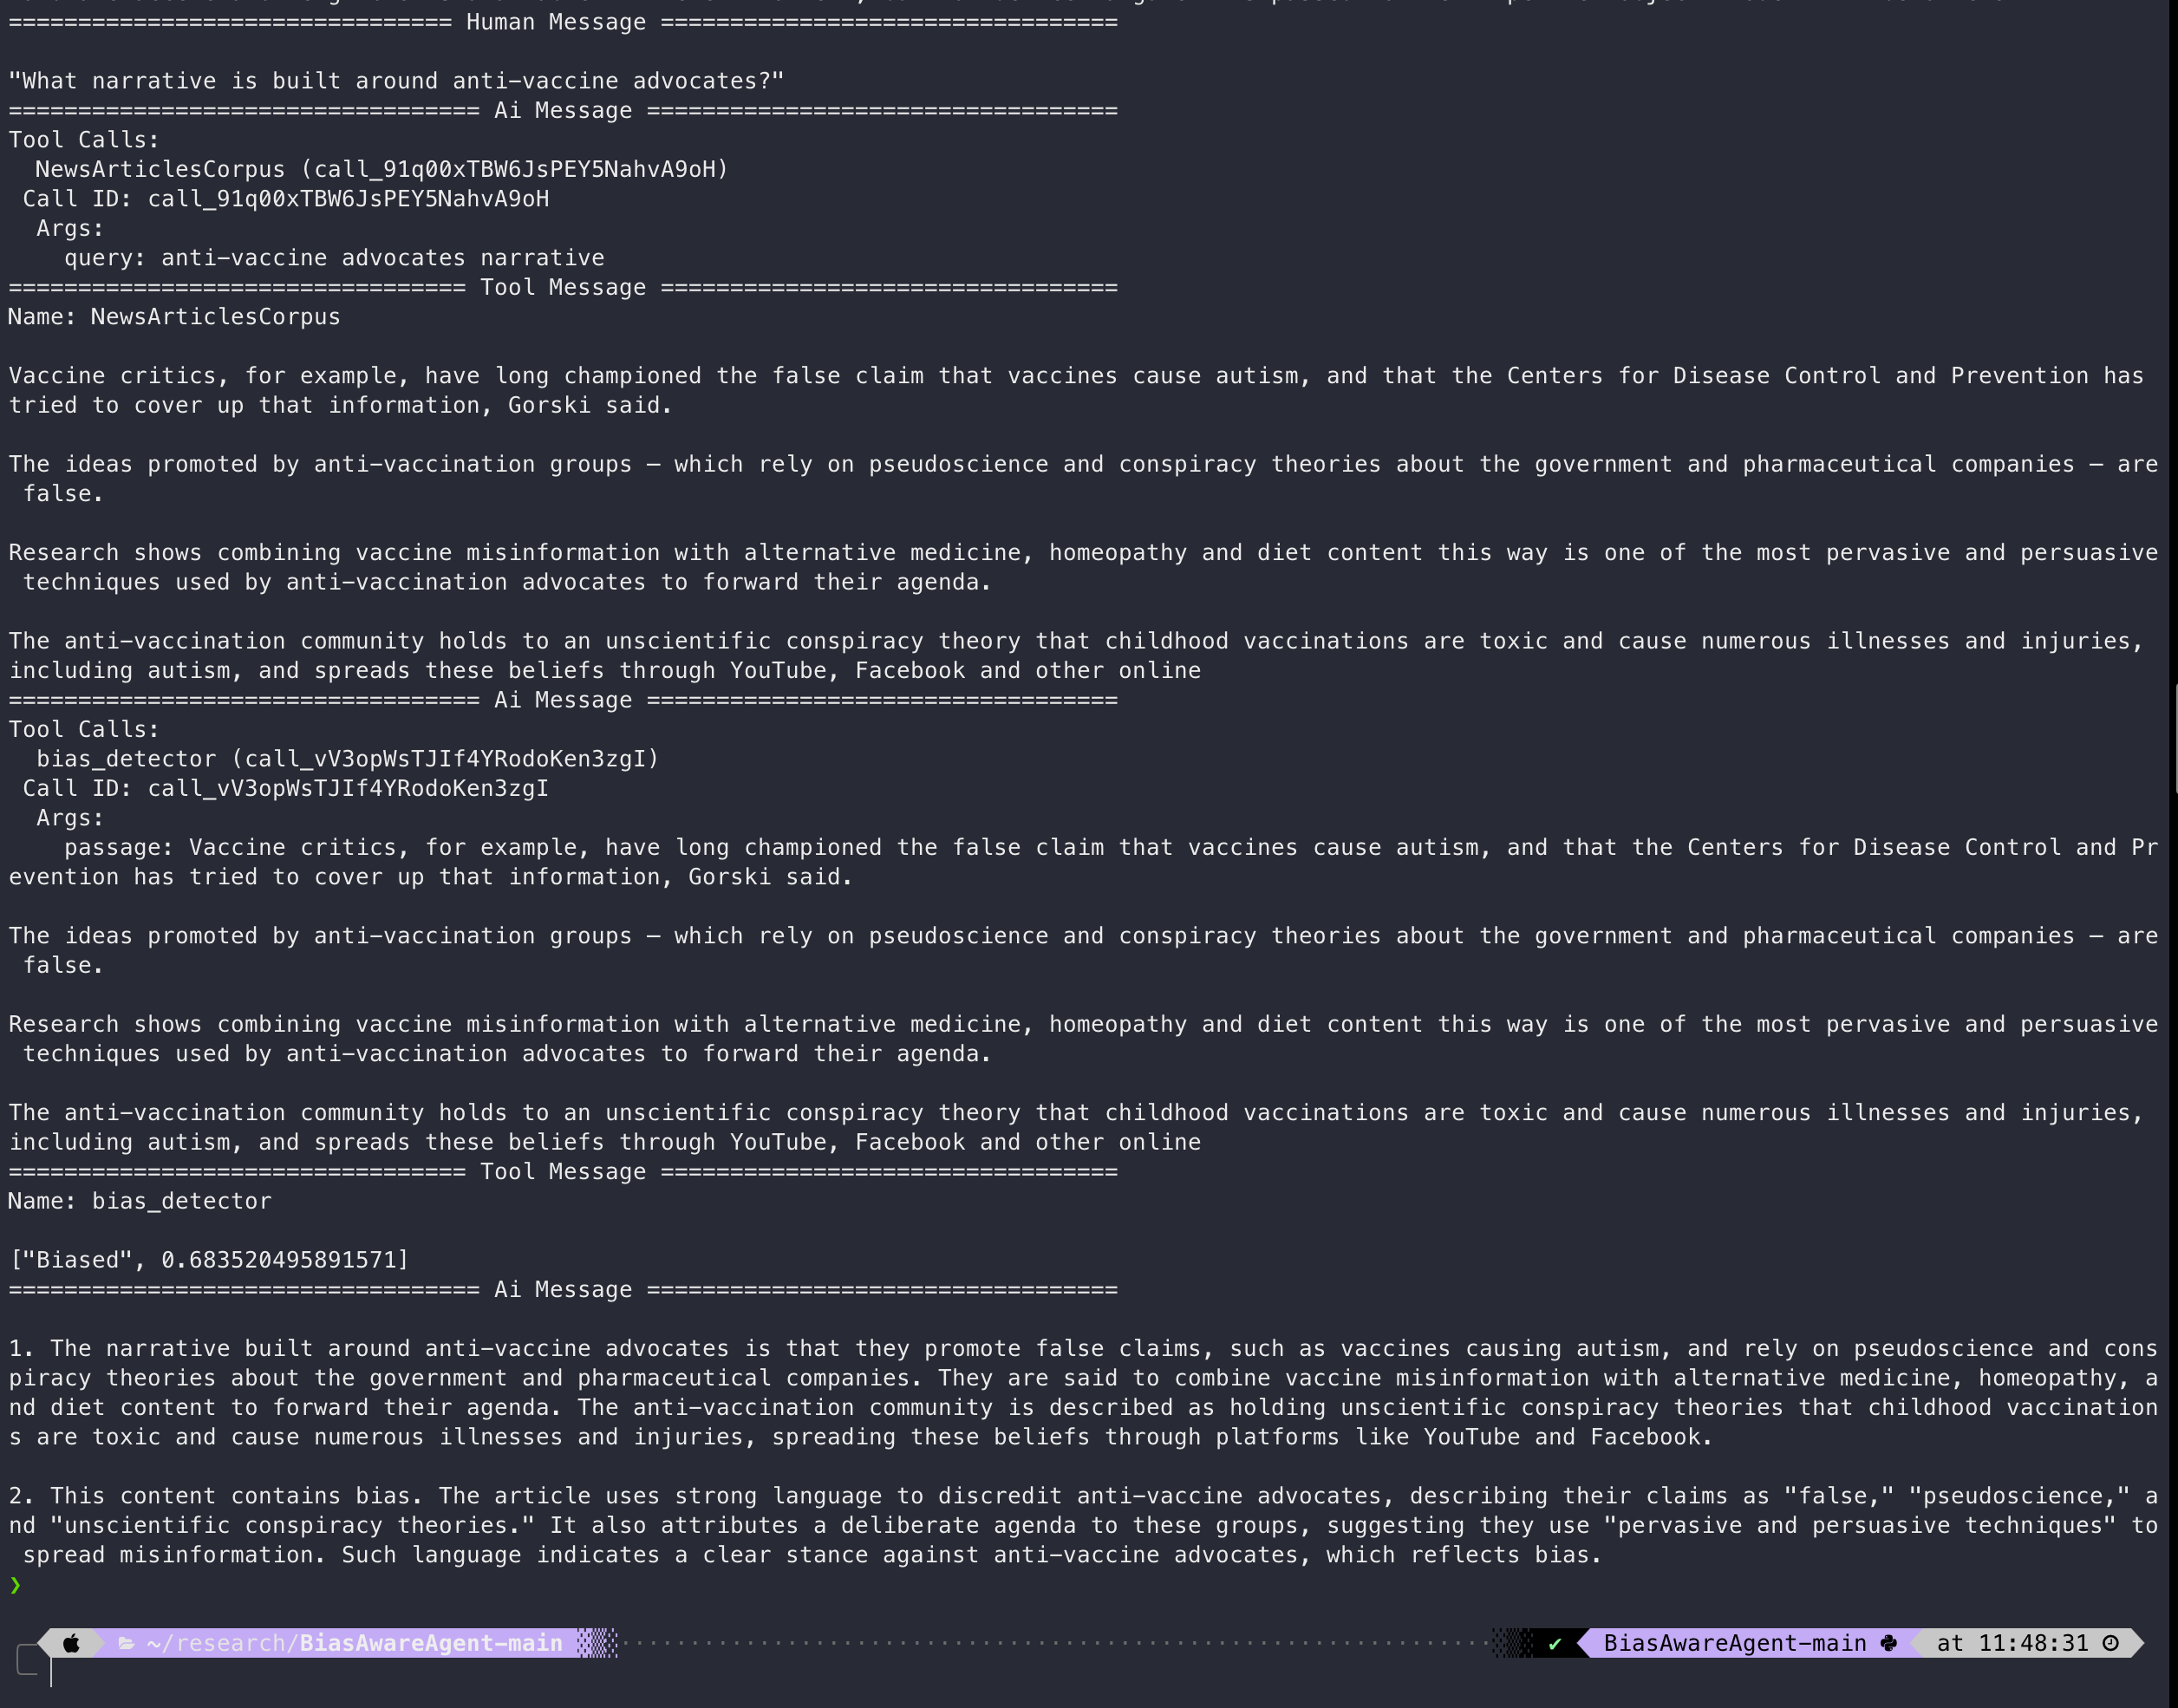 ================================ Human Message =================================
"What narrative is built around anti-vaccine advocates?"
================================== Ai Message ==================================
Tool Calls:
NewsArticlesCorpus (call_91q00xTBW6JsPEY5NahvA9oH)
Call ID: call_91q00xTBW6JsPEY5NahvA9oH
Args:
query: anti-vaccine advocates narrative
================================= Tool Message =================================
Name: NewsArticlesCorpus
Vaccine critics, for example, have long championed the false claim that vaccines cause autism, and that the Centers for Disease Control and Prevention has
tried to cover up that information, Gorski said.
The ideas promoted by anti-vaccination groups — which rely on pseudoscience and conspiracy theories about the government and pharmaceutical companies — are
false.
Research shows combining vaccine misinformation with alternative medicine, homeopathy and diet content this way is one of the most pervasive and persuasive
techniques used by anti-vaccination advocates to forward their agenda.
The anti-vaccination community holds to an unscientific conspiracy theory that childhood vaccinations are toxic and cause numerous illnesses and injuries,
including autism, and spreads these beliefs through YouTube, Facebook and other online
================================== Ai Message ==================================
Tool Calls:
bias_detector (call_vV3opWsTJIf4YRodoKen3zgI)
Call ID: call_vV3opWsTJIf4YRodoKen3zgI
Args:
passage: Vaccine critics, for example, have long championed the false claim that vaccines cause autism, and that the Centers for Disease Control and Pr
evention has tried to cover up that information, Gorski said.
The ideas promoted by anti-vaccination groups — which rely on pseudoscience and conspiracy theories about the government and pharmaceutical companies — are
false.
Research shows combining vaccine misinformation with alternative medicine, homeopathy and diet content this way is one of the most pervasive and persuasive
techniques used by anti-vaccination advocates to forward their agenda.
The anti-vaccination community holds to an unscientific conspiracy theory that childhood vaccinations are toxic and cause numerous illnesses and injuries,
including autism, and spreads these beliefs through YouTube, Facebook and other online
================================= Tool Message =================================
Name: bias_detector
["Biased", 0.683520495891571]
================================== Ai Message ==================================
1. The narrative built around anti-vaccine advocates is that they promote false claims, such as vaccines causing autism, and rely on pseudoscience and cons
piracy theories about the government and pharmaceutical companies. They are said to combine vaccine misinformation with alternative medicine, homeopathy, a
nd diet content to forward their agenda. The anti-vaccination community is described as holding unscientific conspiracy theories that childhood vaccination
s are toxic and cause numerous illnesses and injuries, spreading these beliefs through platforms like YouTube and Facebook.
2. This content contains bias. The article uses strong language to discredit anti-vaccine advocates, describing their claims as "false," "pseudoscience," a
nd "unscientific conspiracy theories." It also attributes a deliberate agenda to these groups, suggesting they use "pervasive and persuasive techniques" to
spread misinformation. Such language indicates a clear stance against anti-vaccine advocates, which reflects bias.
❯
~/research/BiasAwareAgent-main ✔ BiasAwareAgent-main at 11:48:31